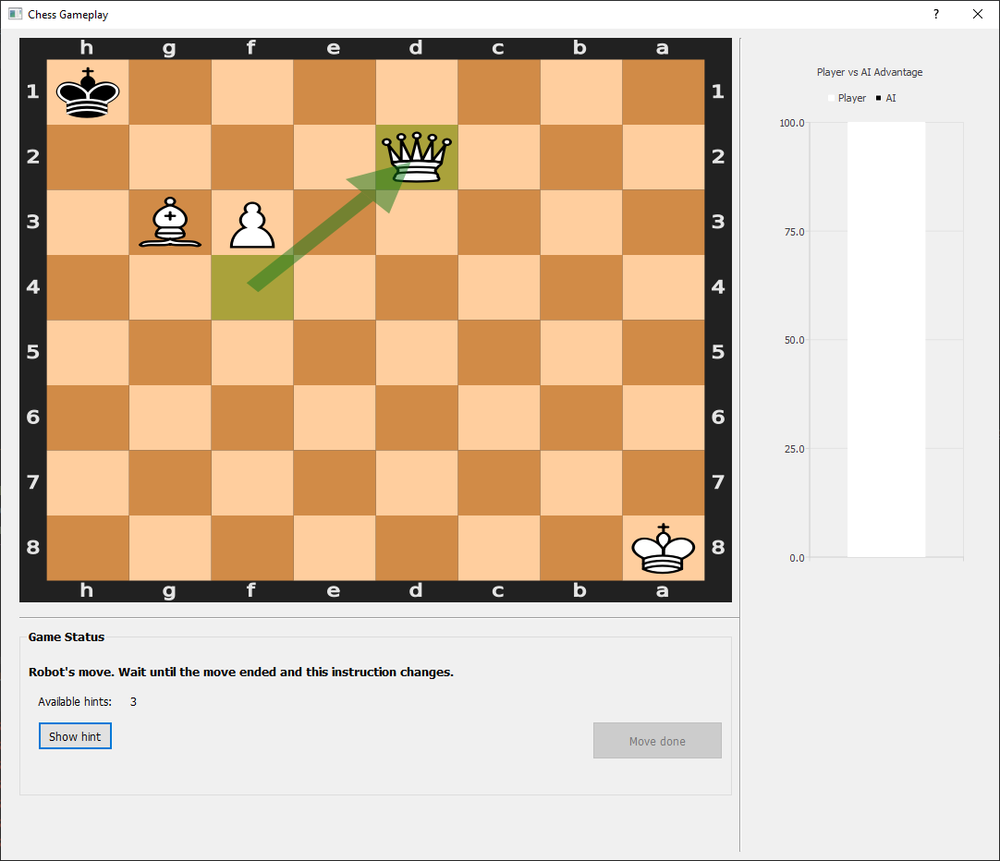 Chess Gameplay
?
h g f e d c b a
1 1
2 2
3 3
4 4
5 5
6 6
7 7
8 8
h g f e d c b a
Player vs AI Advantage
Player AI
100.0
75.0
50.0
25.0
0.0
Game Status
Robot's move. Wait until the move ended and this instruction changes.
Available hints: 3
Show hint
Move done